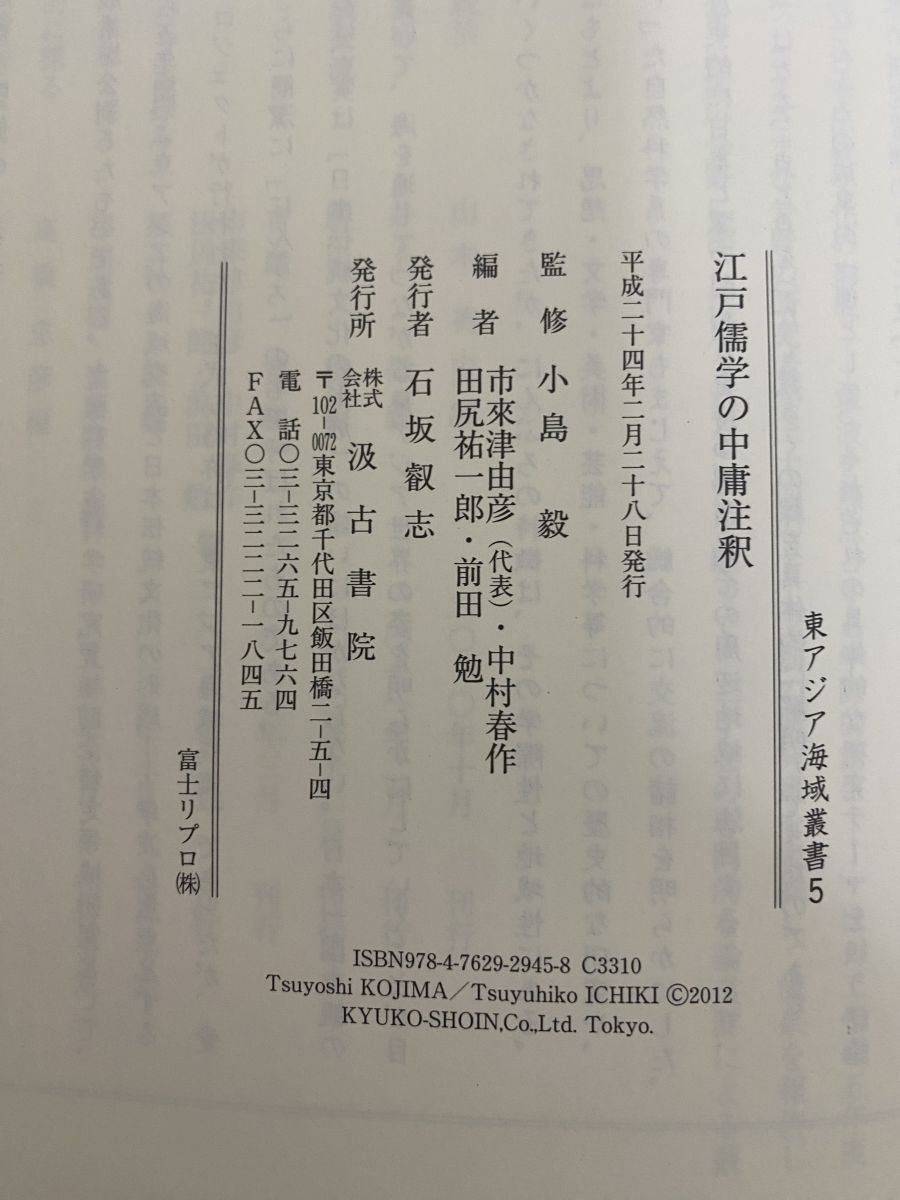 東アジア海域叢書5
江戸儒学の中庸注釈
平成二十四年二月二十八日発行
監修 小島 毅
編者 市來津由彦(代表)・中村春作
田尻祐一郎・前田 勉
発行者 石坂叡志
発行所 株式会社 汲古書院
〒102-0072東京都千代田区飯田橋二-五-四
電話〇三-三二六五-九七六四
FAX〇三-三二二二-一八四五
富士リプロ㈱
ISBN978-4-7629-2945-8 C3310
Tsuyoshi KOJIMA/Tsuyuhiko ICHIKI ©2012
KYUKO-SHOIN,Co.,Ltd. Tokyo.